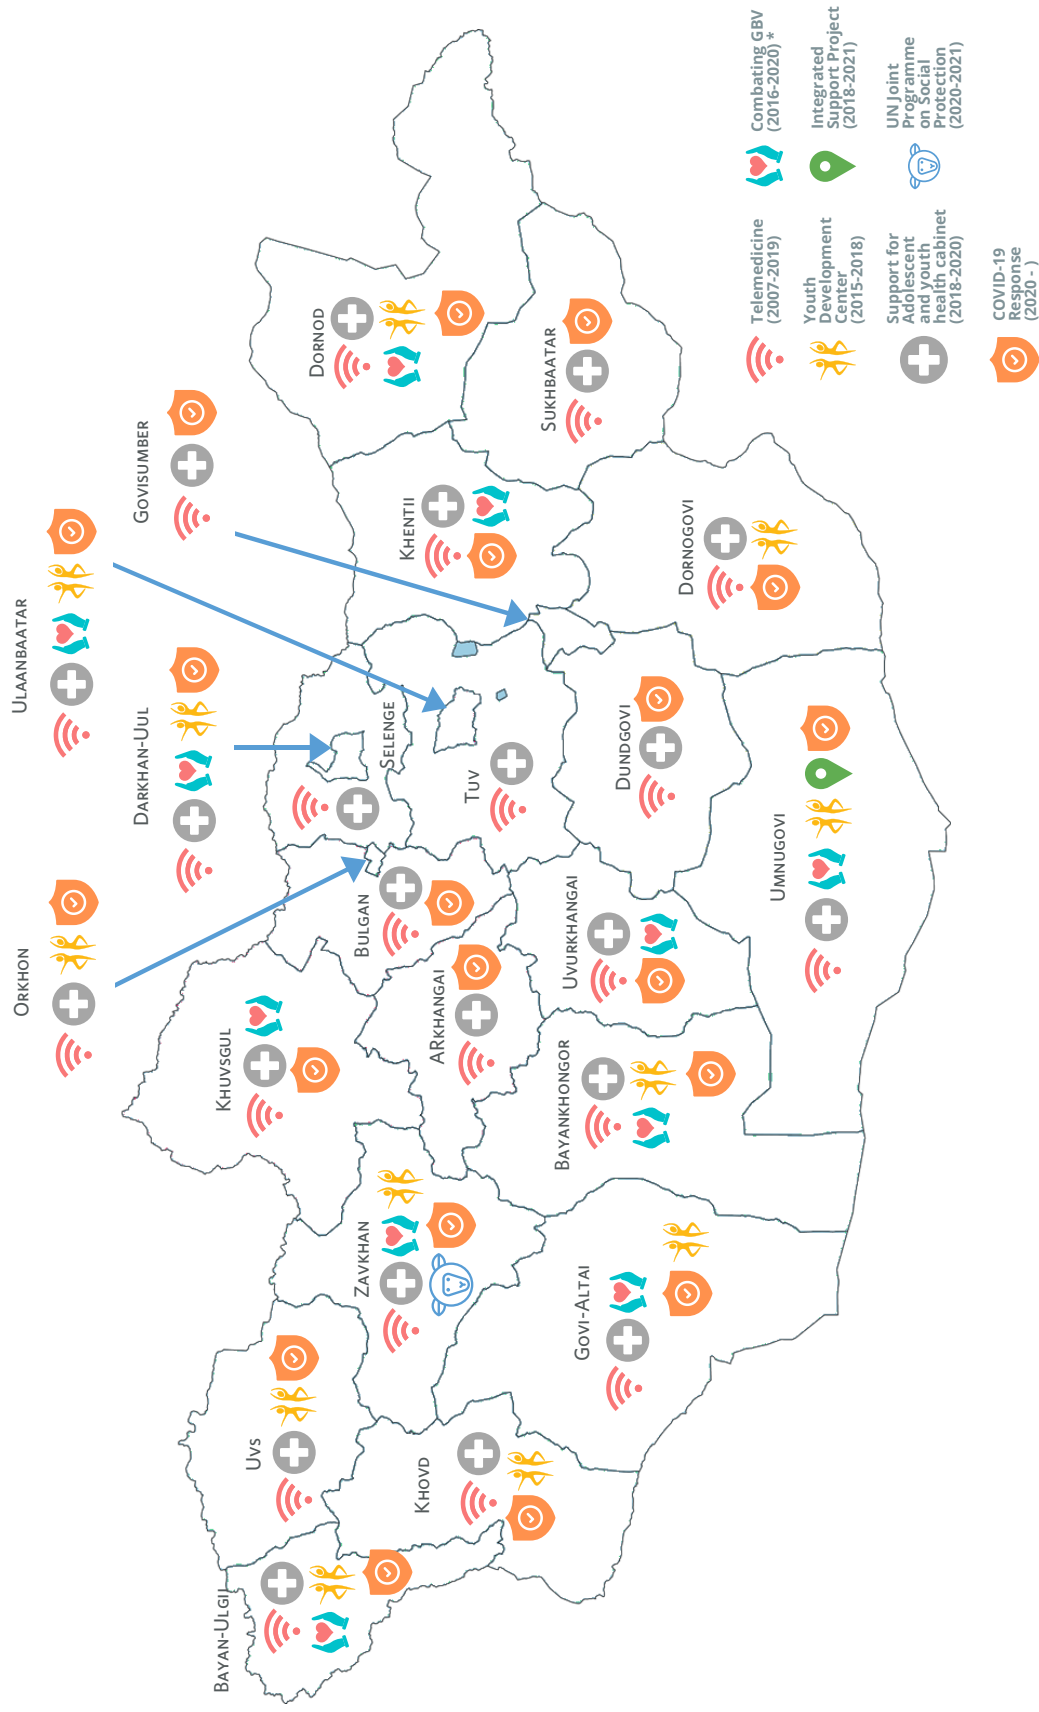 ORKHON
ULAANBAATAR
DARKHAN-UUL
GOVISUMBER
BAYAN-ULGII
UVS
KHOVD
ZAVKHAN
GOVI-ALTAI
KHUVSGUL
ARKHANGAI
BAYANKHONGOR
BULGAN
UVURKHANGAI
SELENGE
TUV
DUNDGOVI
UMNUGOVI
KHENTII
DORNOGOVI
DORNOD
SUKHBAATAR
Telemedicine
(2007-2019)
Youth
Development
Center
(2015-2018)
Support for
Adolescent
and youth
health cabinet
(2018-2020)
COVID-19
Response
(2020 - )
Combating GBV
(2016-2020) *
Integrated
Support Project
(2018-2021)
UN Joint
Programme
on Social
Protection
(2020-2021)